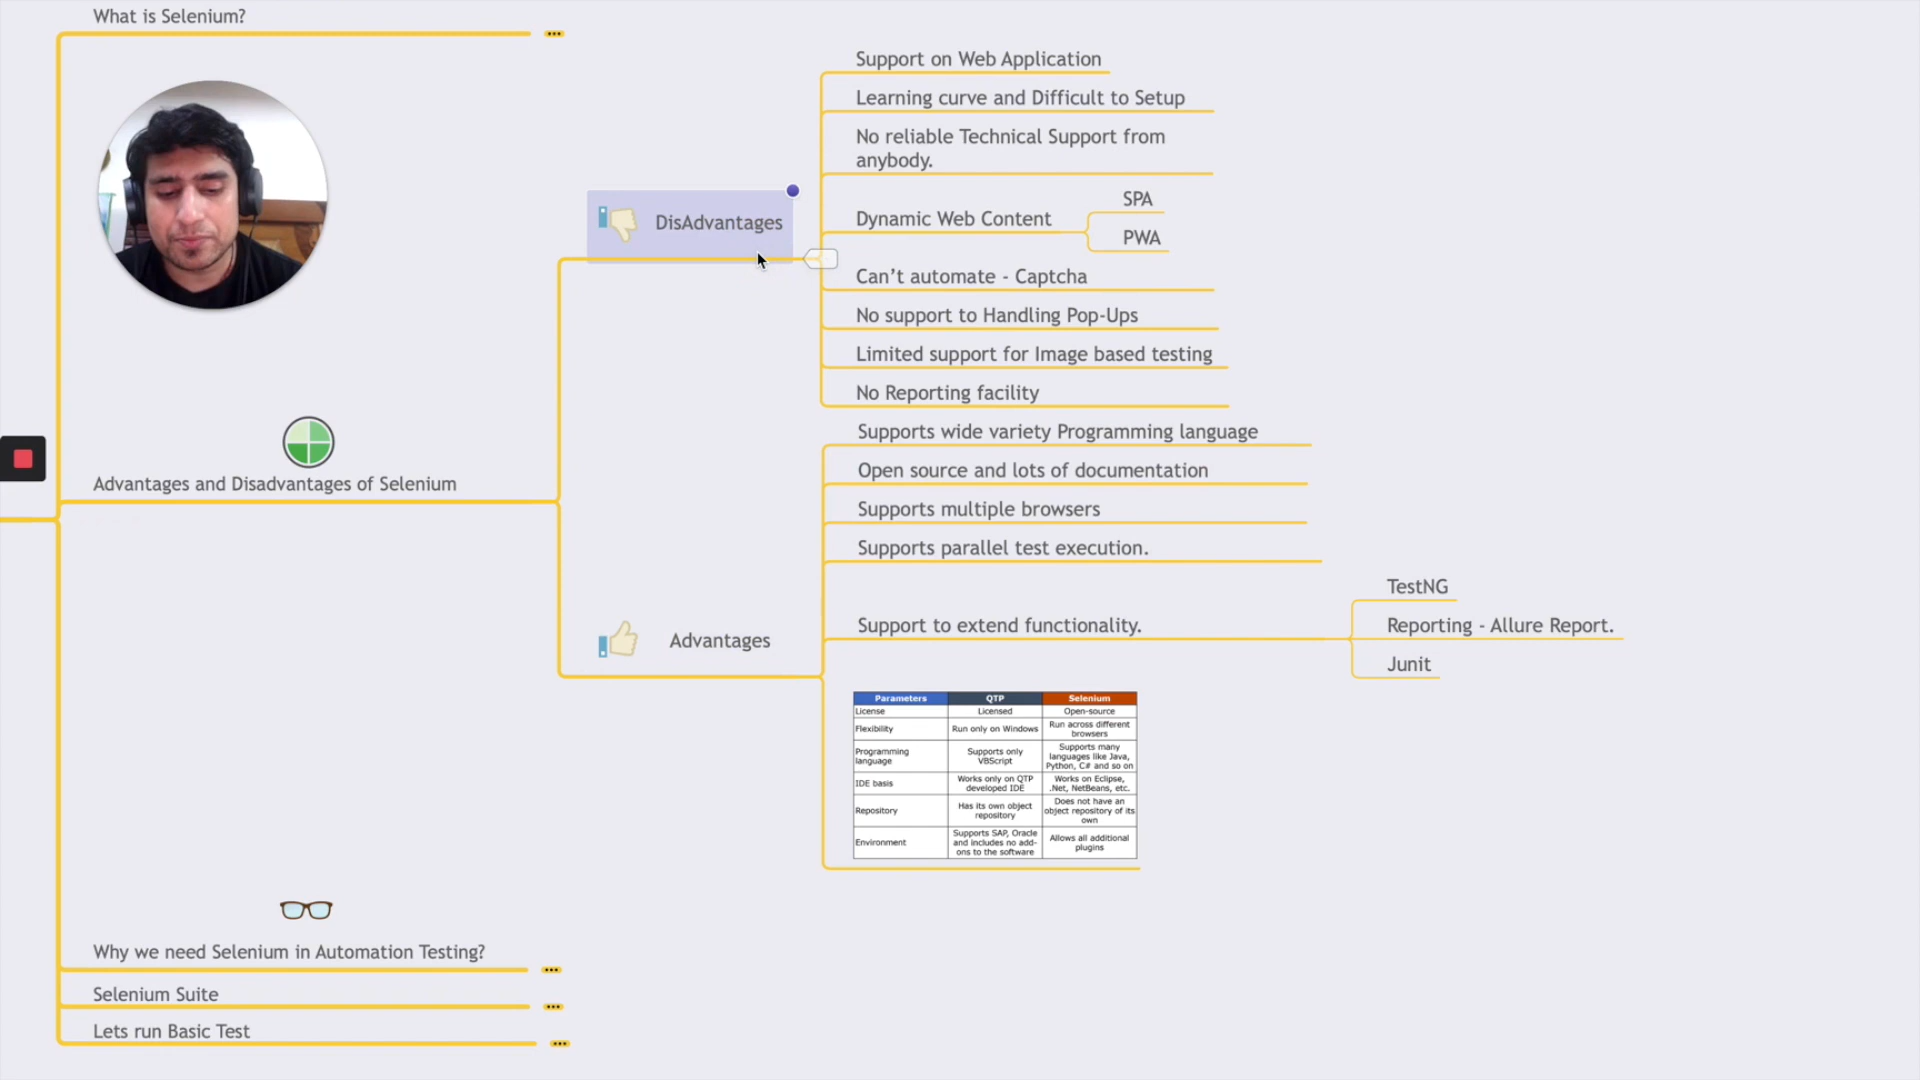 What is Selenium?
Support on Web Application
Learning curve and Difficult to Setup
No reliable Technical Support from
anybody.
DisAdvantages
Dynamic Web Content
SPA
PWA
Can’t automate - Captcha
No support to Handling Pop-Ups
Limited support for Image based testing
No Reporting facility
Advantages and Disadvantages of Selenium
Supports wide variety Programming language
Open source and lots of documentation
Supports multiple browsers
Supports parallel test execution.
Advantages
Support to extend functionality.
TestNG
Reporting - Allure Report.
Junit
Parameters QTP Selenium
License Licensed Open-source
Flexibility Run only on Windows Run across different
browsers
Programming
language
Supports only
VBScript
Supports many
languages like Java,
Python, C# and so on
IDE basis
Works only on QTP
developed IDE
Works on Eclipse,
.Net, NetBeans, etc.
Repository
Has its own object
repository
Does not have an
object repository of its
own
Environment
Supports SAP, Oracle
and includes no add-
ons to the software
Allows all additional
plugins
Why we need Selenium in Automation Testing?
Selenium Suite
Lets run Basic Test